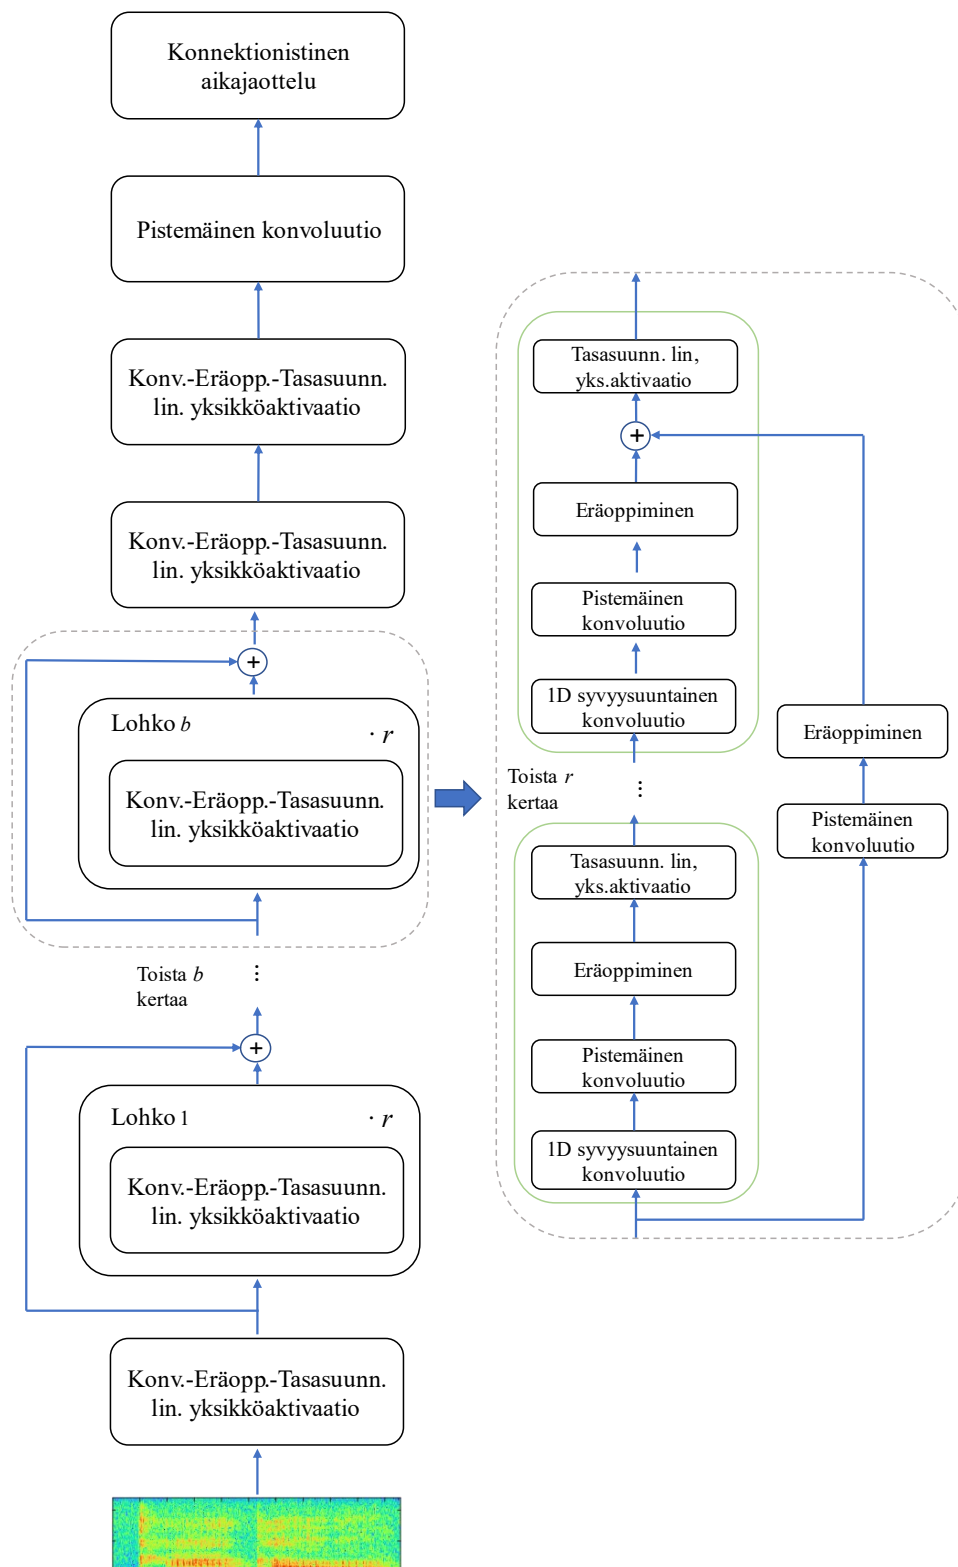 Konnektionistinen
aikajaottelu
Pistemäinen konvoluutio
Konv.-Eräopp.-Tasasuunn.
lin. yksikköaktivaatio
Konv.-Eräopp.-Tasasuunn.
lin. yksikköaktivaatio
+
Lohko b
· r
Konv.-Eräopp.-Tasasuunn.
lin. yksikköaktivaatio
Toista b
kertaa
⋮
+
Lohko 1
· r
Konv.-Eräopp.-Tasasuunn.
lin. yksikköaktivaatio
Konv.-Eräopp.-Tasasuunn.
lin. yksikköaktivaatio
Tasasuunn. lin,
yks.aktivaatio
+
Eräoppiminen
Pistemäinen
konvoluutio
1D syvyysuuntainen
konvoluutio
Toista r
kertaa
⋮
Tasasuunn. lin,
yks.aktivaatio
Eräoppiminen
Pistemäinen
konvoluutio
1D syvyysuuntainen
konvoluutio
Eräoppiminen
Pistemäinen
konvoluutio